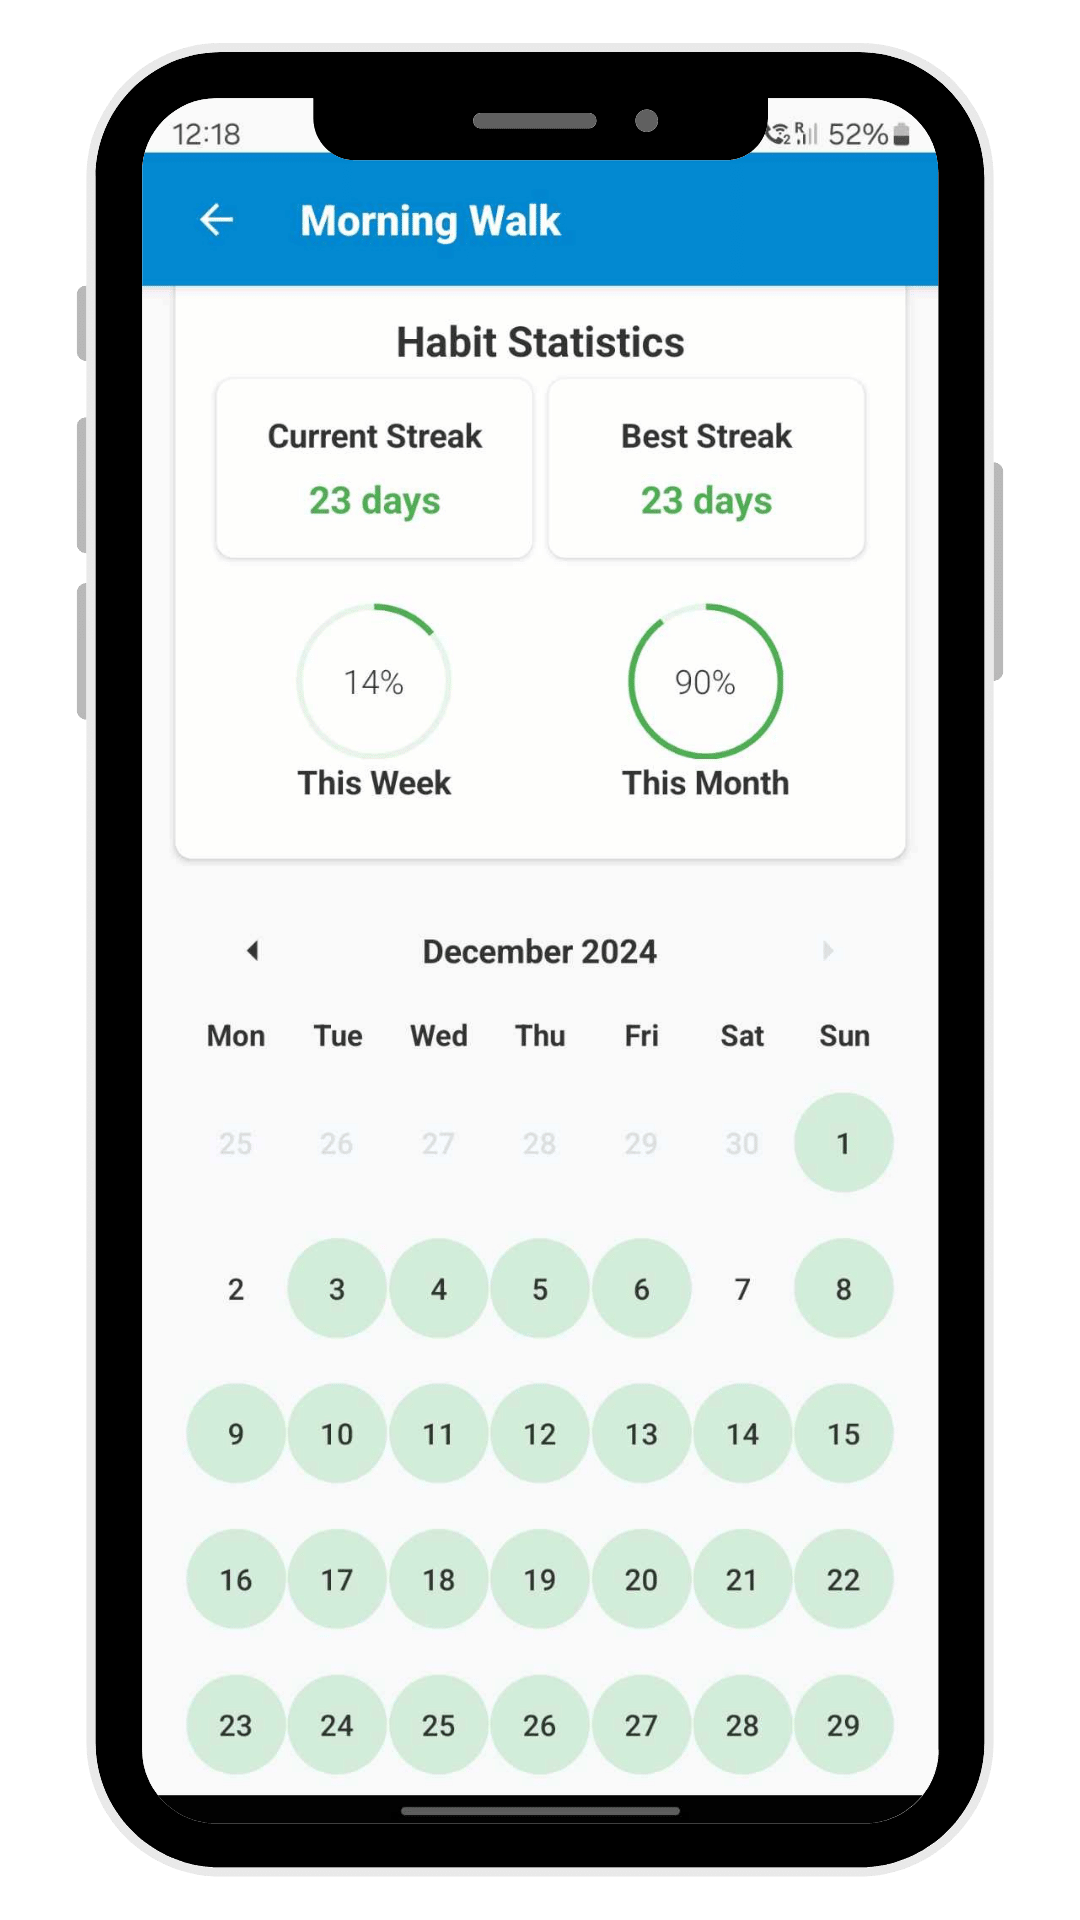 12:18 2 R 52%
Morning Walk
Habit Statistics
Current Streak Best Streak
23 days 23 days
14% 90%
This Week This Month
December 2024
Mon Tue Wed Thu Fri Sat Sun
25 26 27 28 29 30 1
2 3 4 5 6 7 8
9 10 11 12 13 14 15
16 17 18 19 20 21 22
23 24 25 26 27 28 29